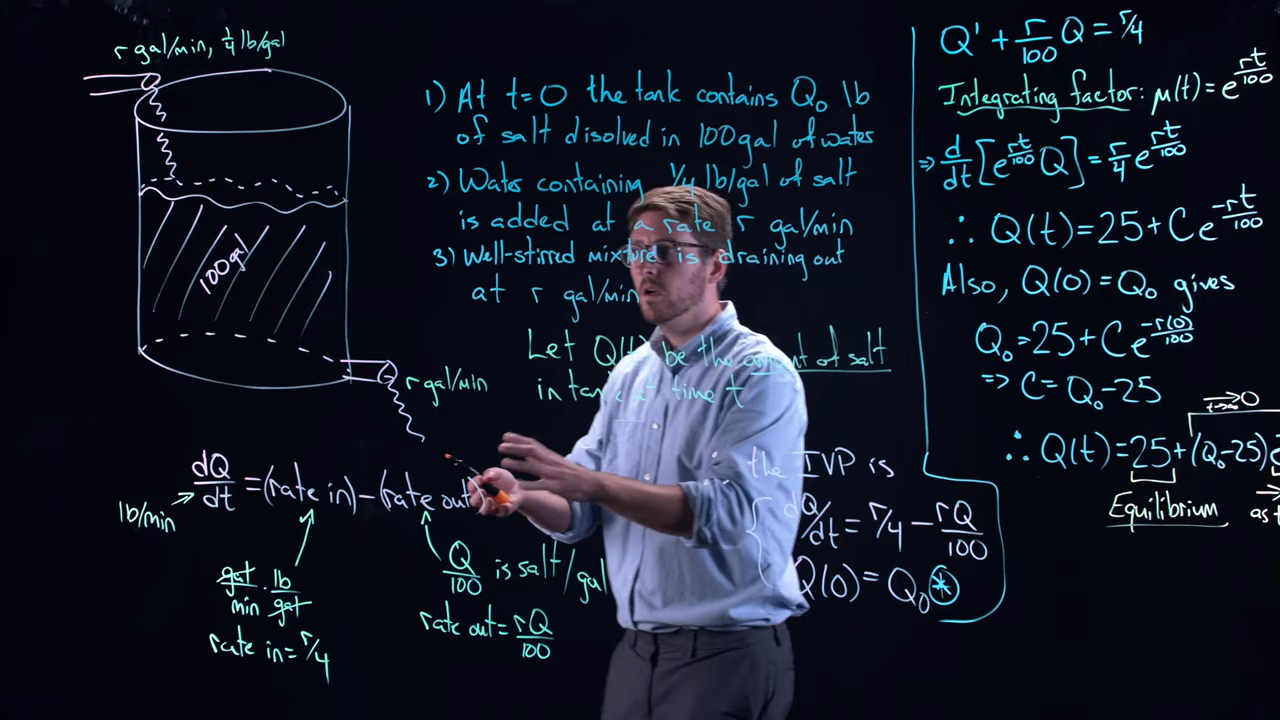 r gal/min, 1/4 lb/gal
100gal
r gal/min
1) At t=0 the tank contains Q₀ lb
of salt disolved in 100gal of water
2) Water containing 1/4 lb/gal of salt
is added at a rate r gal/min
3) Well-stirred mixture is draining out
at r gal/min
Let Q(t) be the amount of salt
in tank at time t
dQ/dt = (rate in) − (rate out
lb/min
gal/min · lb/gal
rate in = r/4
Q/100 is salt/gal
rate out = rQ/100
the IVP is
dQ/dt = r/4 − rQ/100
Q(0) = Q₀ *
Q' + r/100 Q = r/4
Integrating factor: μ(t) = e^(rt/100)
⇒ d/dt [e^(rt/100) Q] = r/4 e^(rt/100)
∴ Q(t) = 25 + Ce^(-rt/100)
Also, Q(0) = Q₀ gives
Q₀ = 25 + Ce^(-r(0)/100)
⇒ C = Q₀ − 25
t→∞ → 0
∴ Q(t) = 25 + (Q₀ − 25)e
Equilibrium
as t